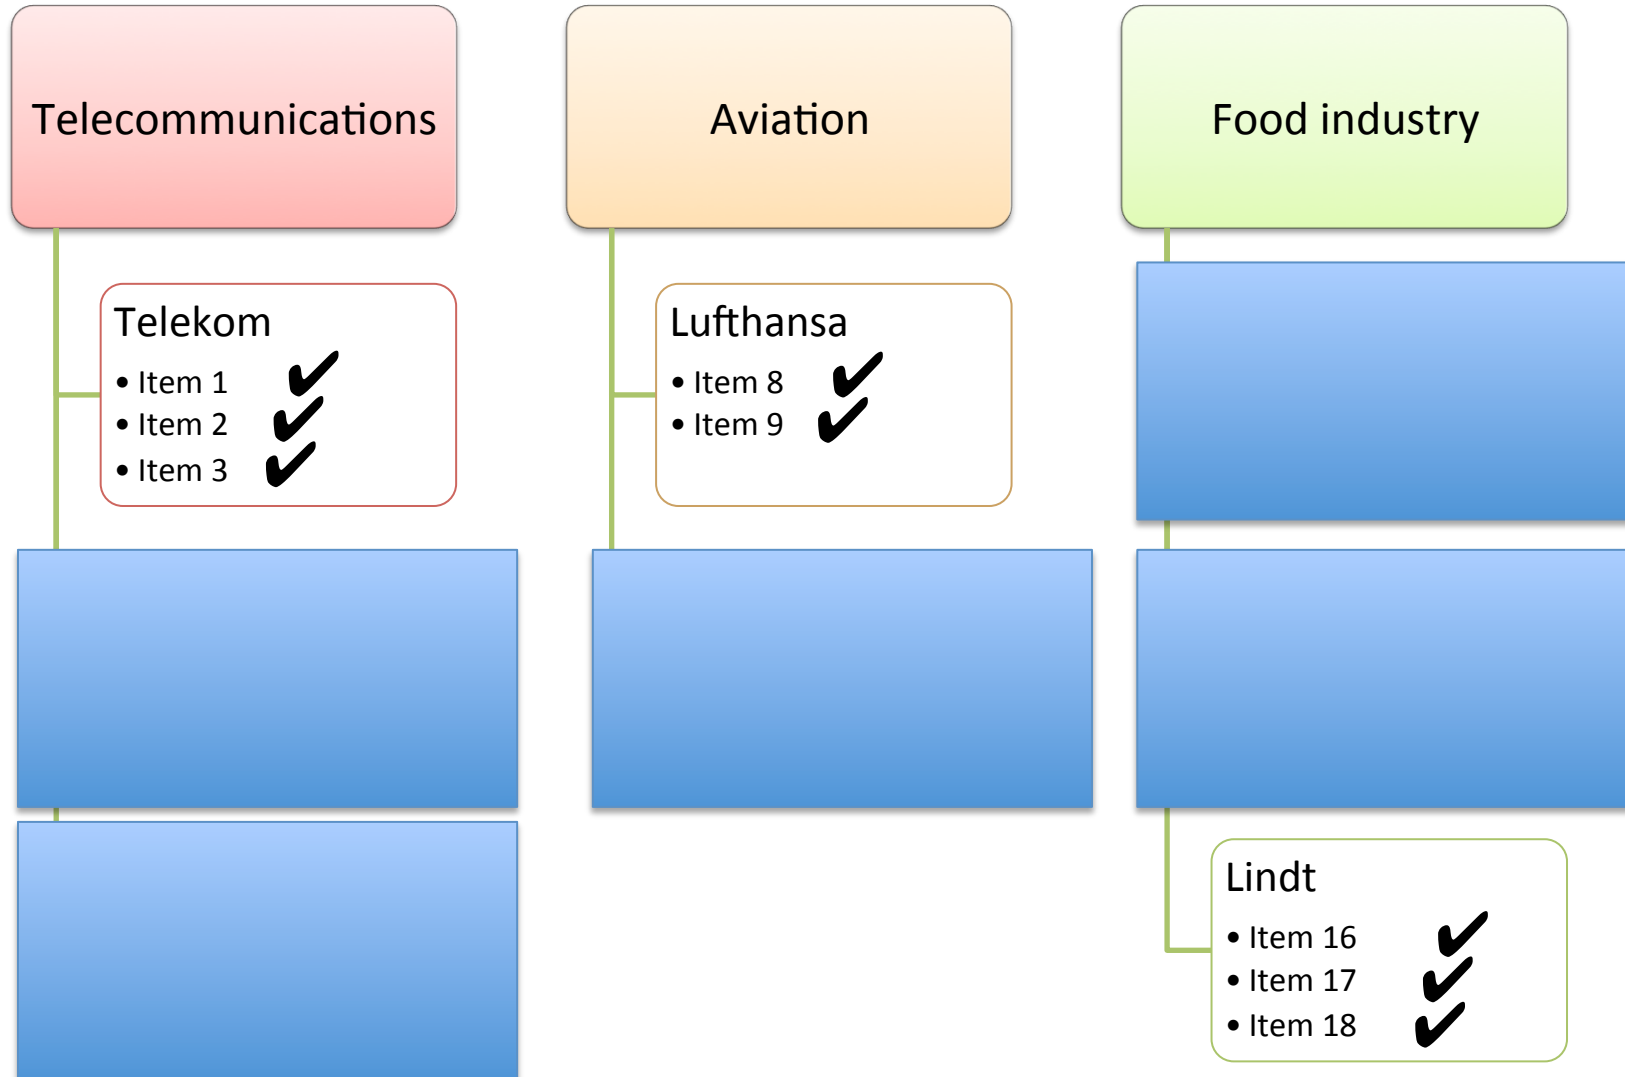 Telecommunications
Telekom
• Item 1 ✔
• Item 2 ✔
• Item 3 ✔
Aviation
Lufthansa
• Item 8 ✔
• Item 9 ✔
Food industry
Lindt
• Item 16 ✔
• Item 17 ✔
• Item 18 ✔